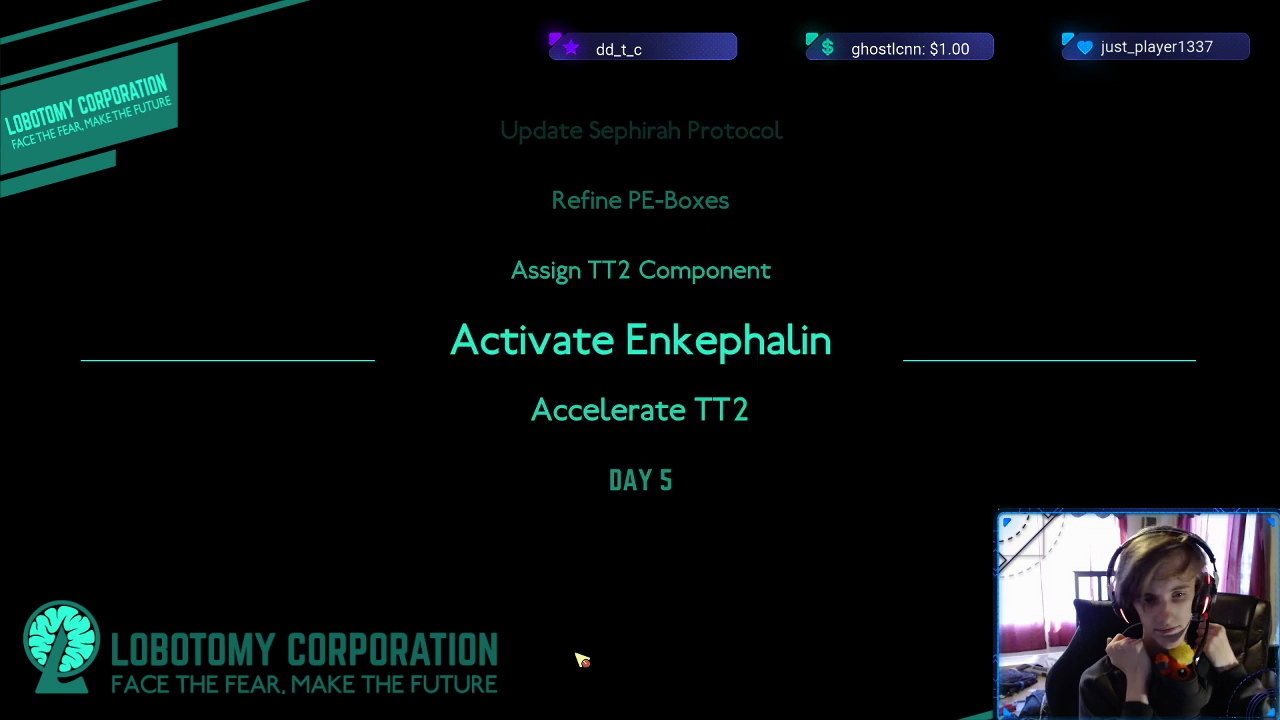 dd_t_c
ghostlcnn: $1.00
just_player1337
LOBOTOMY CORPORATION
FACE THE FEAR, MAKE THE FUTURE
Update Sephirah Protocol
Refine PE-Boxes
Assign TT2 Component
Activate Enkephalin
Accelerate TT2
DAY 5
LOBOTOMY CORPORATION
FACE THE FEAR, MAKE THE FUTURE